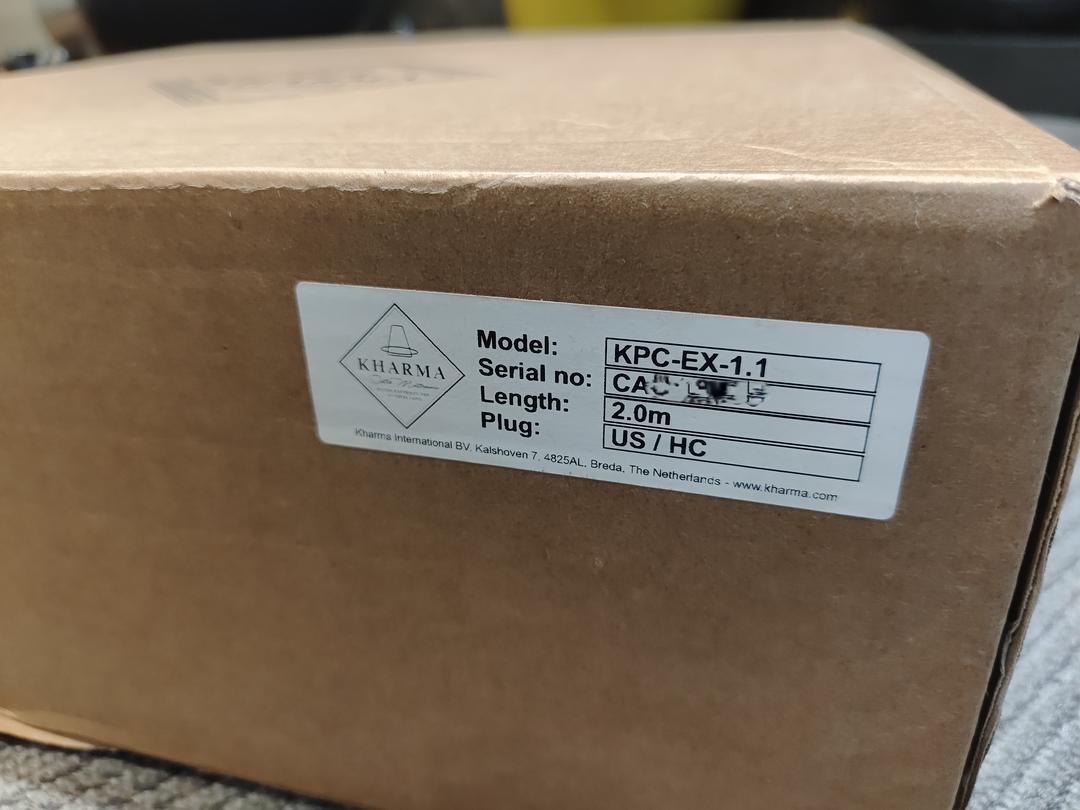 KHARMA
Model: KPC-EX-1.1
Serial no:
Length: 2.0m
Plug: US / HC
Kharma International BV. Kalshoven 7, 4825AL, Breda, The Netherlands - www.kharma.com